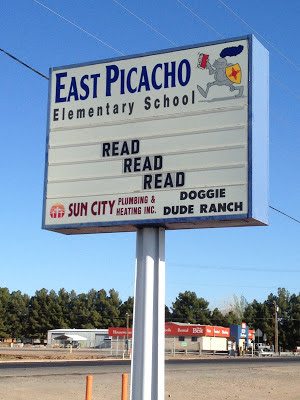 EAST PICACHO
Elementary School
READ
READ
READ
SUN CITY PLUMBING & HEATING INC.
DOGGIE
DUDE RANCH